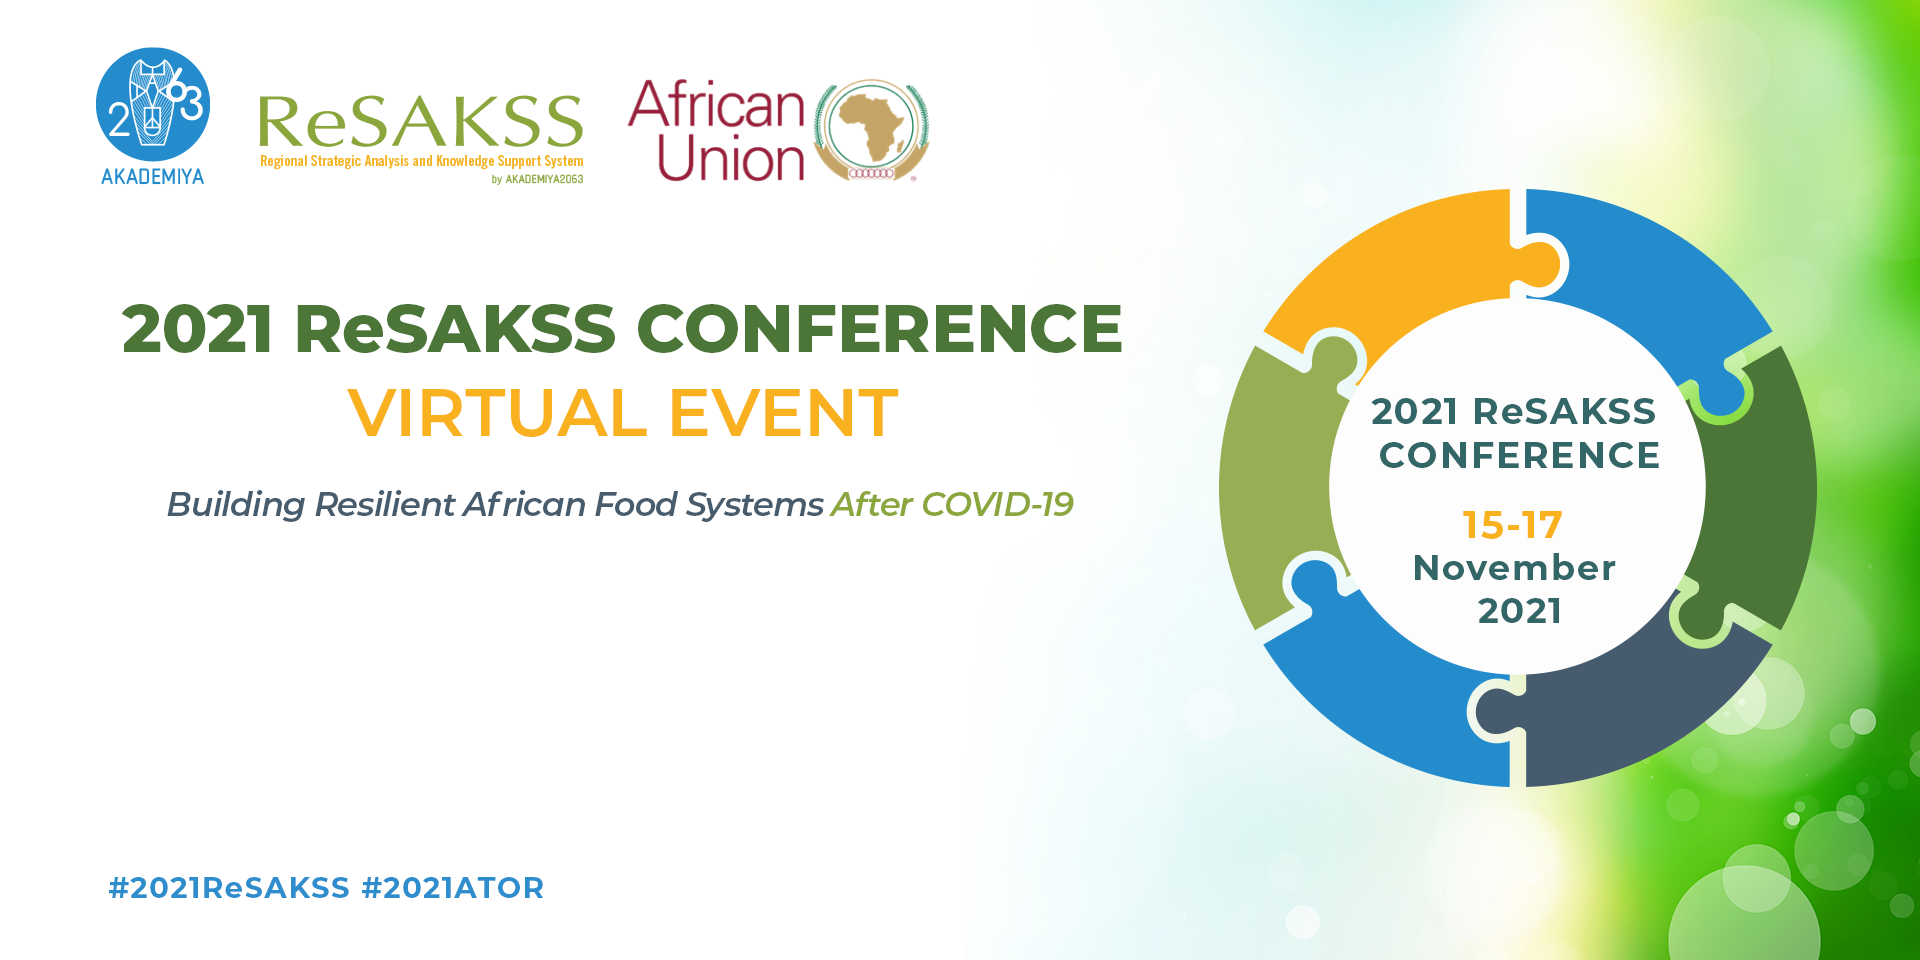 2063
AKADEMIYA
ReSAKSS
Regional Strategic Analysis and Knowledge Support System
by AKADEMIYA2063
African
Union
2021 ReSAKSS CONFERENCE
VIRTUAL EVENT
Building Resilient African Food Systems After COVID-19
2021 ReSAKSS
CONFERENCE
15-17
November
2021
#2021ReSAKSS #2021ATOR